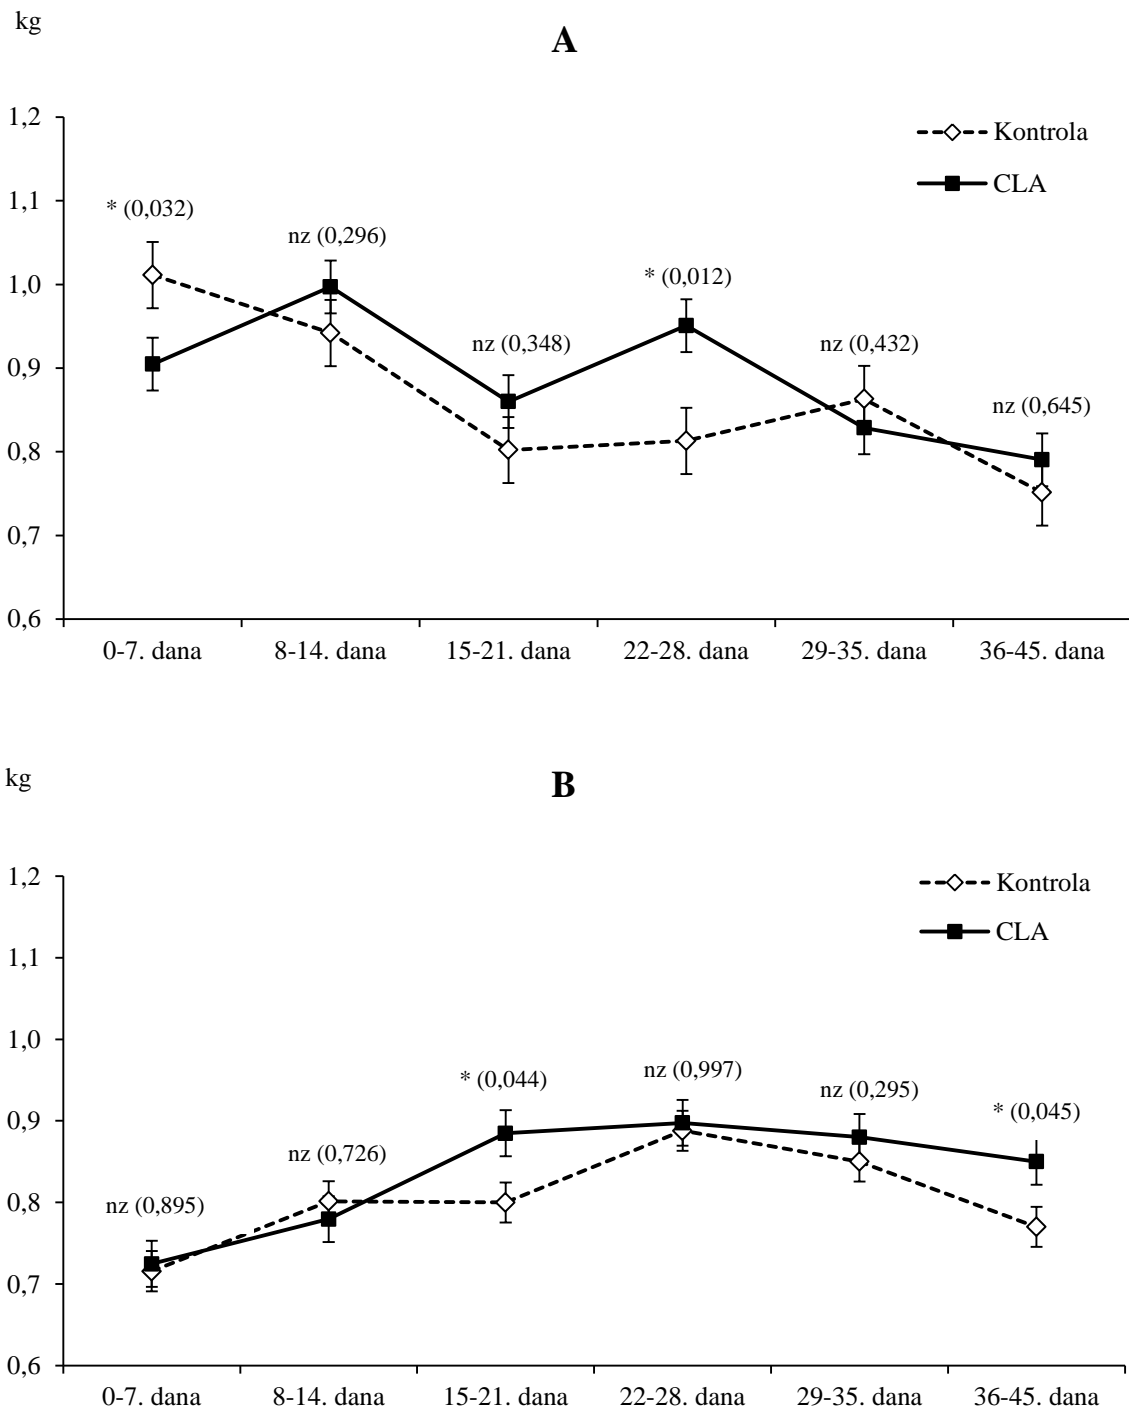 kg
A
1,2
1,1
1,0
0,9
0,8
0,7
0,6
Kontrola
CLA
* (0,032)
nz (0,296)
nz (0,348)
* (0,012)
nz (0,432)
nz (0,645)
0-7. dana
8-14. dana
15-21. dana
22-28. dana
29-35. dana
36-45. dana
kg
B
1,2
1,1
1,0
0,9
0,8
0,7
0,6
Kontrola
CLA
nz (0,895)
nz (0,726)
* (0,044)
nz (0,997)
nz (0,295)
* (0,045)
0-7. dana
8-14. dana
15-21. dana
22-28. dana
29-35. dana
36-45. dana